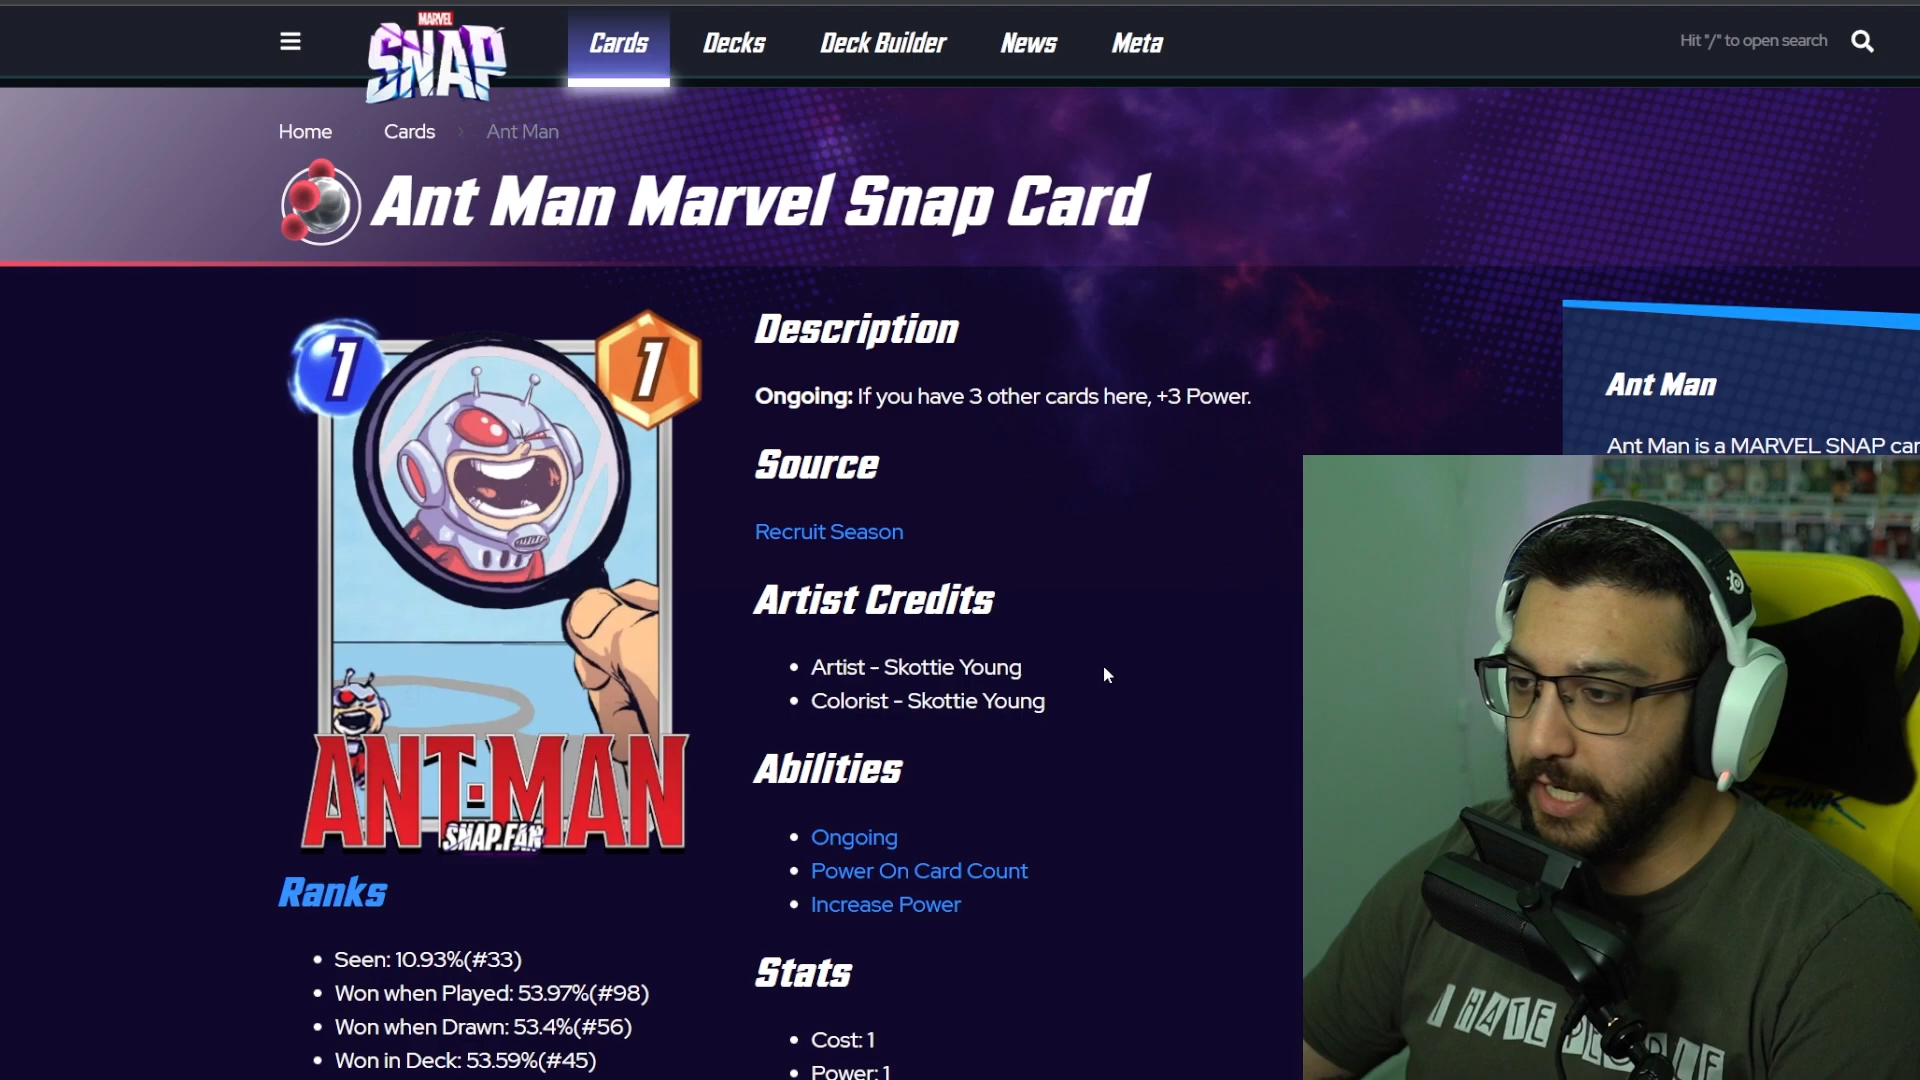 MARVEL
SNAP
Cards
Decks
Deck Builder
News
Meta
Hit "/" to open search
Home
Cards
Ant Man
Ant Man Marvel Snap Card
1
1
ANT-MAN
SNAP.FAN
Description
Ongoing: If you have 3 other cards here, +3 Power.
Source
Recruit Season
Artist Credits
Artist - Skottie Young
Colorist - Skottie Young
Abilities
Ongoing
Power On Card Count
Increase Power
Stats
Cost: 1
Power: 1
Ranks
Seen: 10.93%(#33)
Won when Played: 53.97%(#98)
Won when Drawn: 53.4%(#56)
Won in Deck: 53.59%(#45)
Ant Man
Ant Man is a MARVEL SNAP car
I HATE PEOPLE